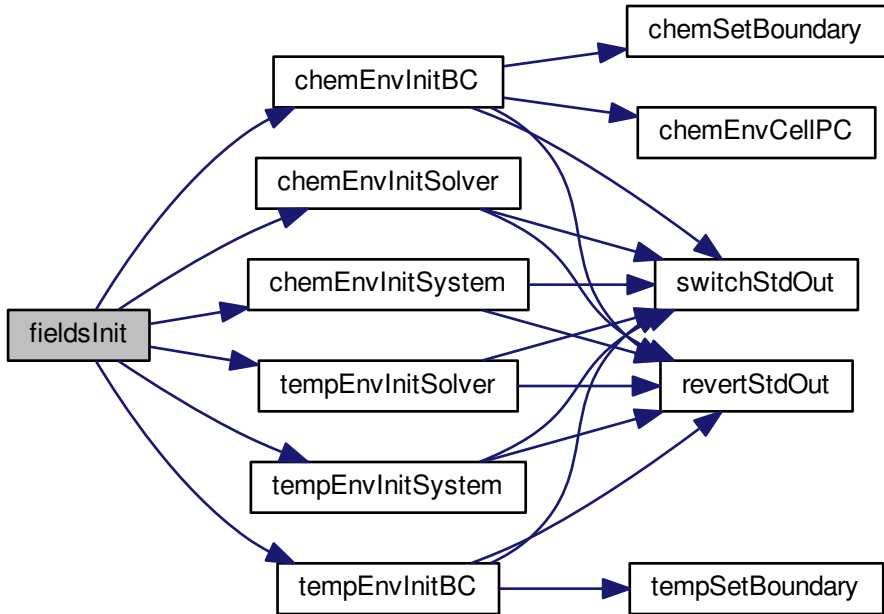 fieldsInit
chemEnvInitBC
chemEnvInitSolver
chemEnvInitSystem
tempEnvInitSolver
tempEnvInitSystem
tempEnvInitBC
chemSetBoundary
chemEnvCellPC
switchStdOut
revertStdOut
tempSetBoundary